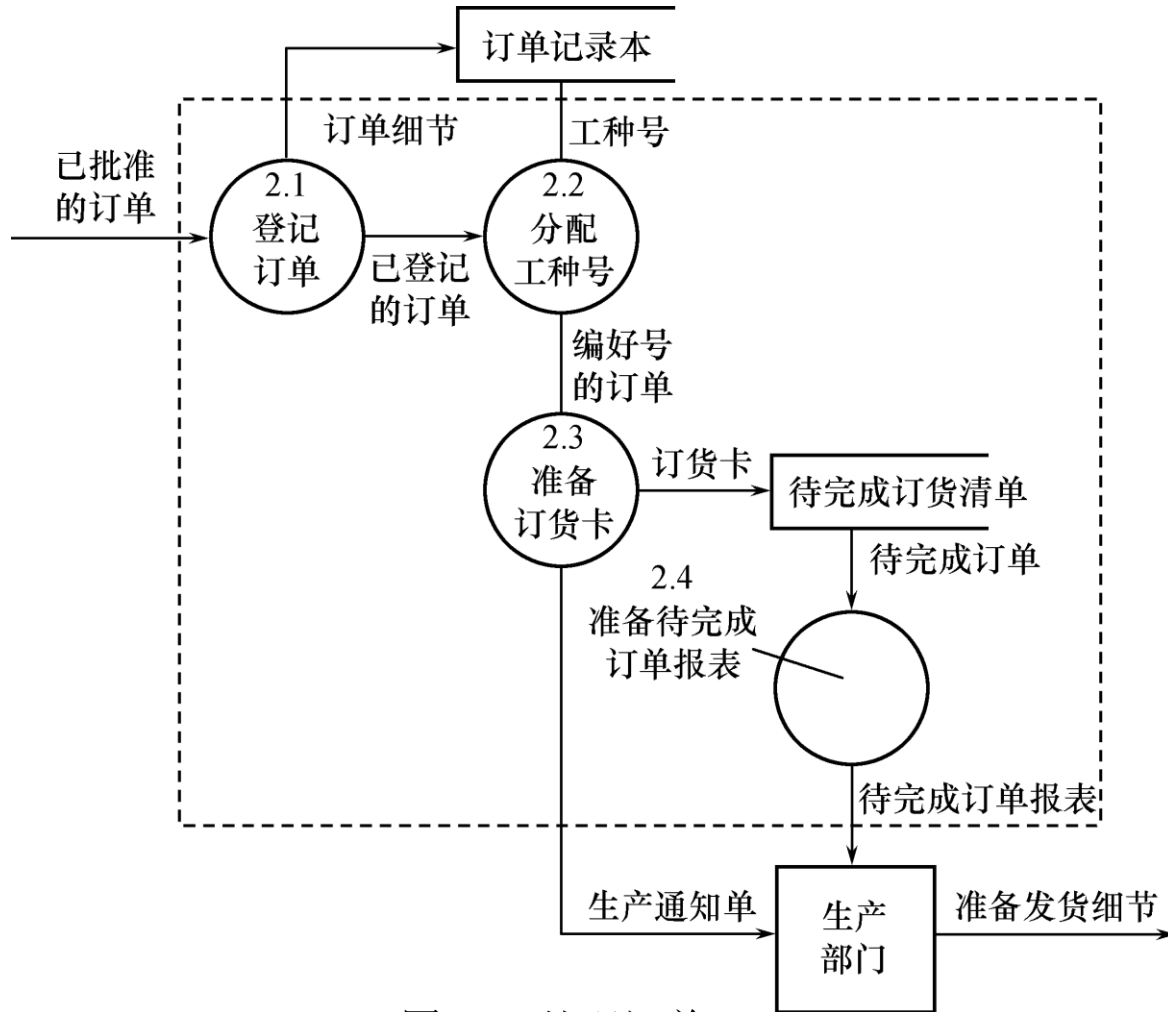 订单记录本
订单细节
工种号
已批准
的订单
2.1
登记
订单
已登记
的订单
2.2
分配
工种号
编好号
的订单
2.3
准备
订货卡
订货卡
待完成订货清单
待完成订单
2.4
准备待完成
订单报表
待完成订单报表
生产通知单
生产
部门
准备发货细节